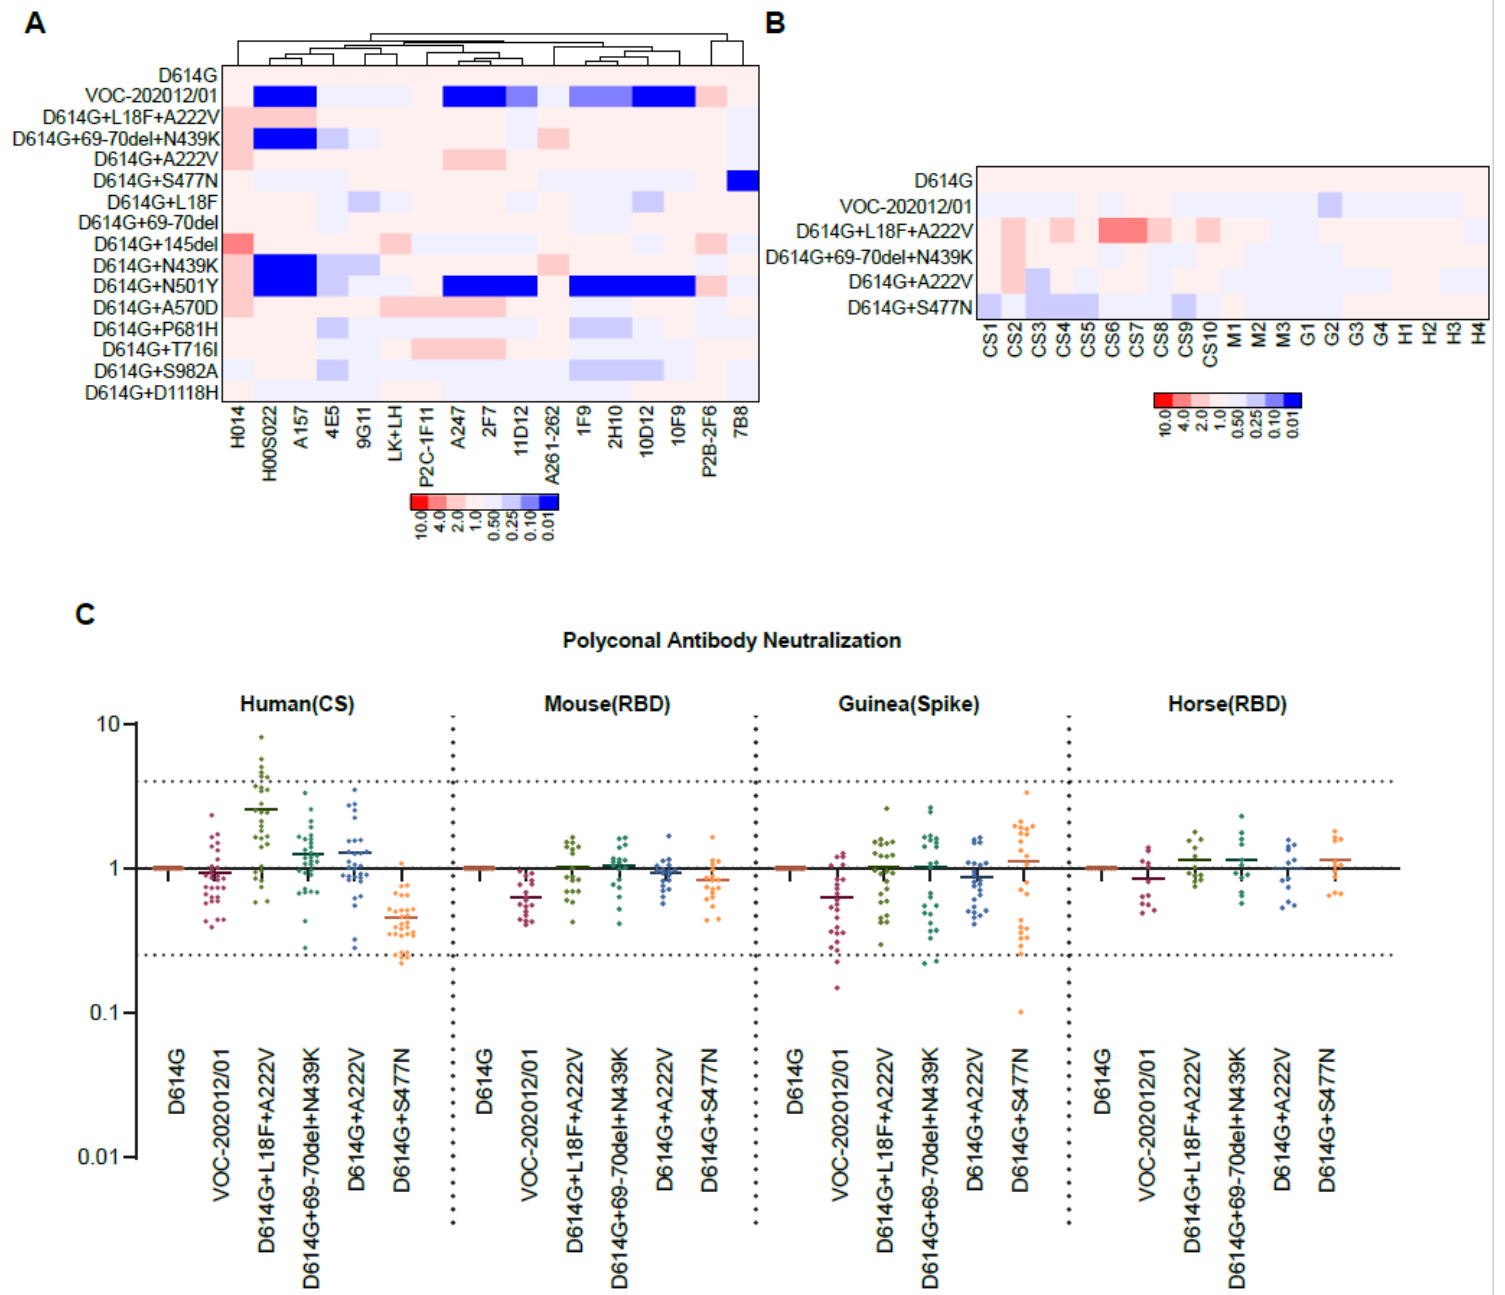 A
D614G
VOC-202012/01
D614G+L18F+A222V
D614G+69-70del+N439K
D614G+A222V
D614G+S477N
D614G+L18F
D614G+69-70del
D614G+145del
D614G+N439K
D614G+N501Y
D614G+A570D
D614G+P681H
D614G+T716I
D614G+S982A
D614G+D1118H
H014
H00S022
A157
4E5
9G11
LK+LH
P2C-1F11
A247
2F7
11D12
A261-262
1F9
2H10
10D12
10F9
P2B-2F6
7B8
10.0
4.0
2.0
1.0
0.50
0.25
0.10
0.01
B
D614G
VOC-202012/01
D614G+L18F+A222V
D614G+69-70del+N439K
D614G+A222V
D614G+S477N
CS1
CS2
CS3
CS4
CS5
CS6
CS7
CS8
CS9
CS10
M1
M2
M3
G1
G2
G3
G4
H1
H2
H3
H4
10.0
4.0
2.0
1.0
0.50
0.25
0.10
0.01
C
Polyconal Antibody Neutralization
Human(CS)
Mouse(RBD)
Guinea(Spike)
Horse(RBD)
10
1
0.1
0.01
D614G
VOC-202012/01
D614G+L18F+A222V
D614G+69-70del+N439K
D614G+A222V
D614G+S477N
D614G
VOC-202012/01
D614G+L18F+A222V
D614G+69-70del+N439K
D614G+A222V
D614G+S477N
D614G
VOC-202012/01
D614G+L18F+A222V
D614G+69-70del+N439K
D614G+A222V
D614G+S477N
D614G
VOC-202012/01
D614G+L18F+A222V
D614G+69-70del+N439K
D614G+A222V
D614G+S477N